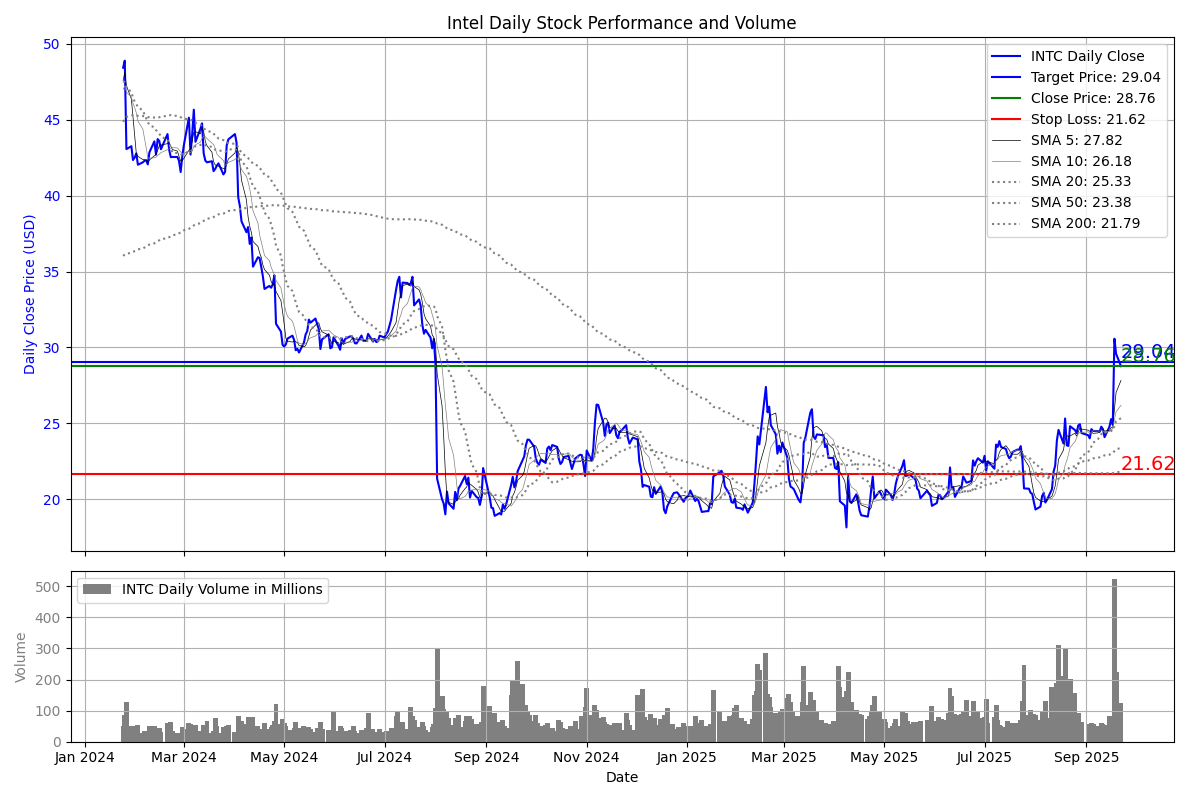 Intel Daily Stock Performance and Volume
Daily Close Price (USD)
50
45
40
35
30
25
20
INTC Daily Close
Target Price: 29.04
Close Price: 28.76
Stop Loss: 21.62
SMA 5: 27.82
SMA 10: 26.18
SMA 20: 25.33
SMA 50: 23.38
SMA 200: 21.79
29.04
28.76
21.62
Volume
500
400
300
200
100
0
INTC Daily Volume in Millions
Jan 2024 Mar 2024 May 2024 Jul 2024 Sep 2024 Nov 2024 Jan 2025 Mar 2025 May 2025 Jul 2025 Sep 2025
Date